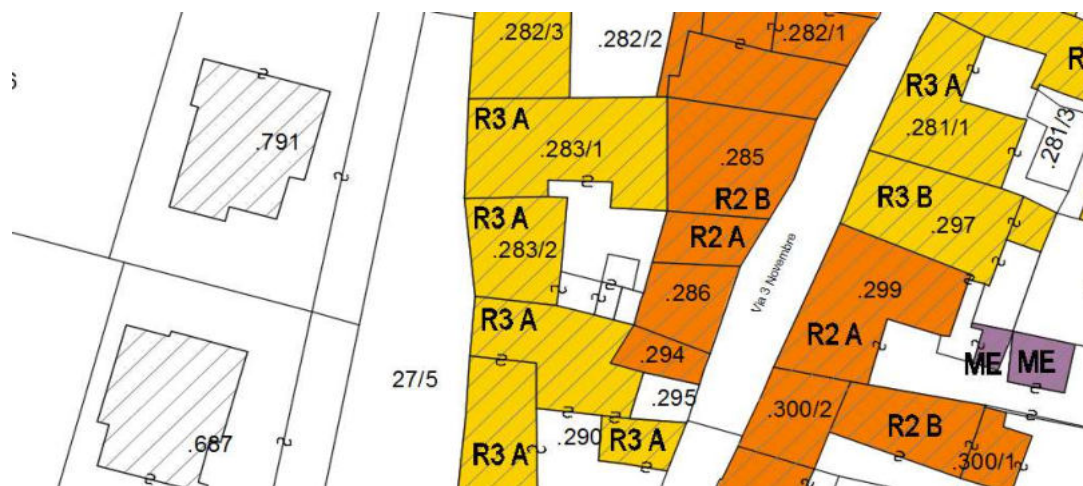 .282/3
.282/2
.282/1
R3 A
.281/1
.281/3
.791
R3 A
.283/1
.285
R2 B
R3 B
.297
R3 A
.283/2
R2 A
.286
Via 3 Novembre
.299
R3 A
R2 A
.294
ME
ME
27/5
.295
.300/2
R2 B
.687
.290
R3 A
R3 A
.300/1